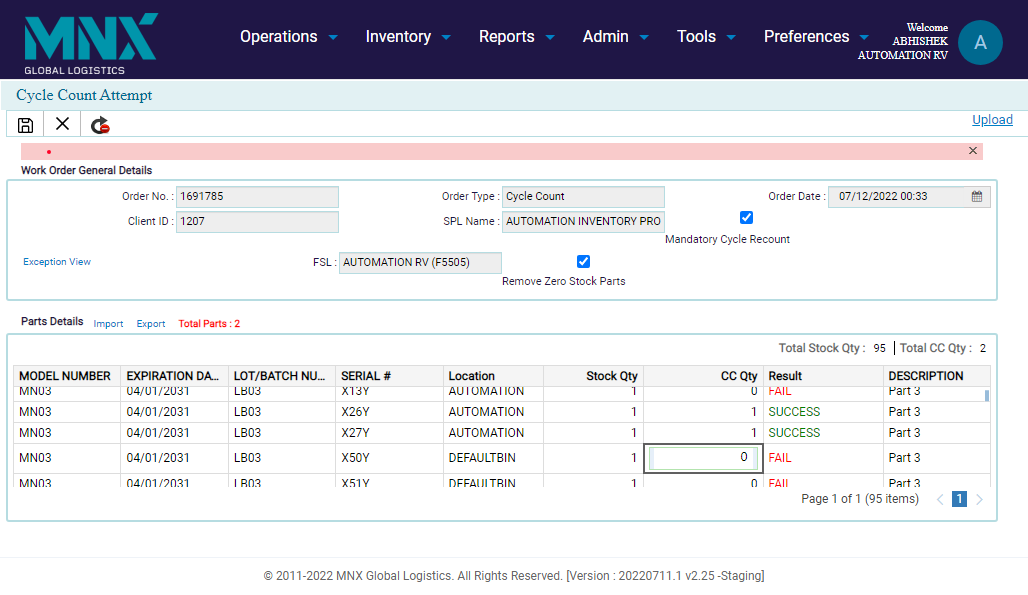 MNX
GLOBAL LOGISTICS
Operations Inventory Reports Admin Tools Preferences
Welcome
ABHISHEK
AUTOMATION RV
A
Cycle Count Attempt
Upload
Work Order General Details
Order No. : 1691785 Order Type : Cycle Count Order Date : 07/12/2022 00:33
Client ID : 1207 SPL Name : AUTOMATION INVENTORY PRO
Mandatory Cycle Recount
Exception View FSL : AUTOMATION RV (F5505)
Remove Zero Stock Parts
Parts Details Import Export Total Parts : 2
Total Stock Qty : 95 Total CC Qty : 2
MODEL NUMBER EXPIRATION DA... LOT/BATCH NU... SERIAL # Location Stock Qty CC Qty Result DESCRIPTION
MN03 04/01/2031 LB03 X13Y AUTOMATION 1 0 FAIL Part 3
MN03 04/01/2031 LB03 X26Y AUTOMATION 1 1 SUCCESS Part 3
MN03 04/01/2031 LB03 X27Y AUTOMATION 1 1 SUCCESS Part 3
MN03 04/01/2031 LB03 X50Y DEFAULTBIN 1 0 FAIL Part 3
MN03 04/01/2031 LB03 X51Y DEFAULTBIN 1 0 FAIL Part 3
Page 1 of 1 (95 items) < 1 >
© 2011-2022 MNX Global Logistics. All Rights Reserved. [Version : 20220711.1 v2.25 -Staging]